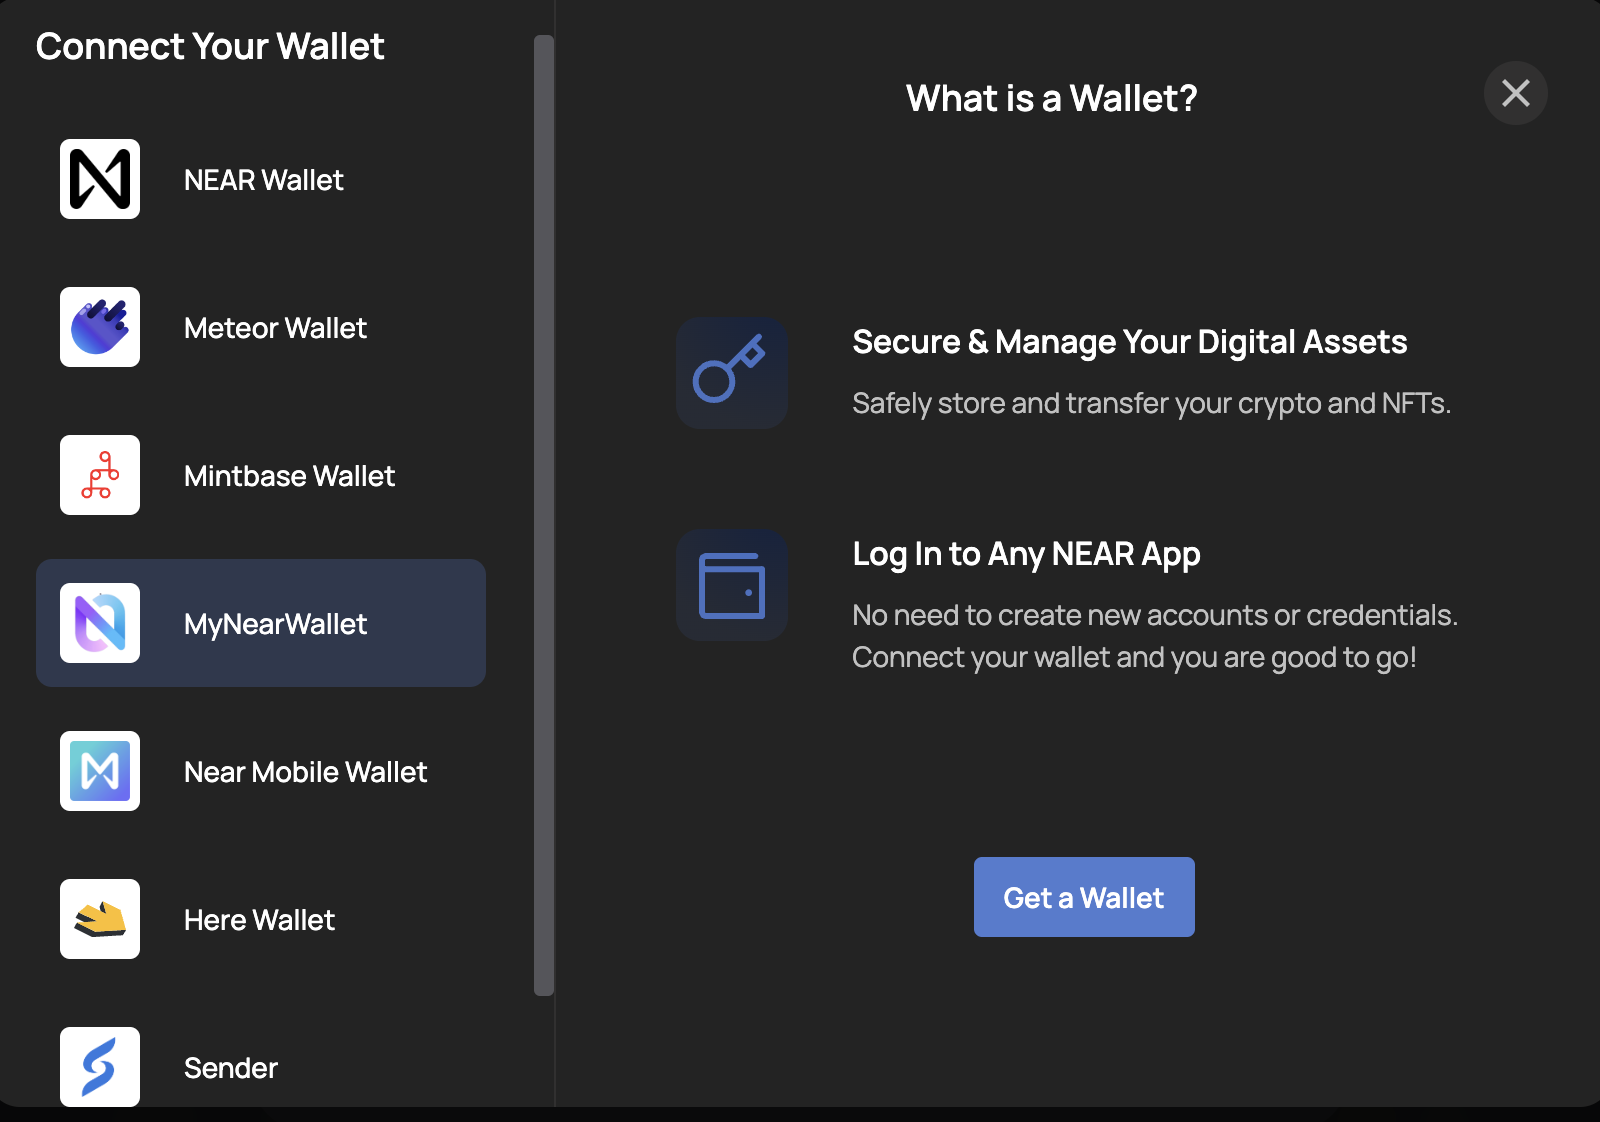 Connect Your Wallet
NEAR Wallet
Meteor Wallet
Mintbase Wallet
MyNearWallet
Near Mobile Wallet
Here Wallet
Sender
What is a Wallet?
Secure & Manage Your Digital Assets
Safely store and transfer your crypto and NFTs.
Log In to Any NEAR App
No need to create new accounts or credentials.
Connect your wallet and you are good to go!
Get a Wallet